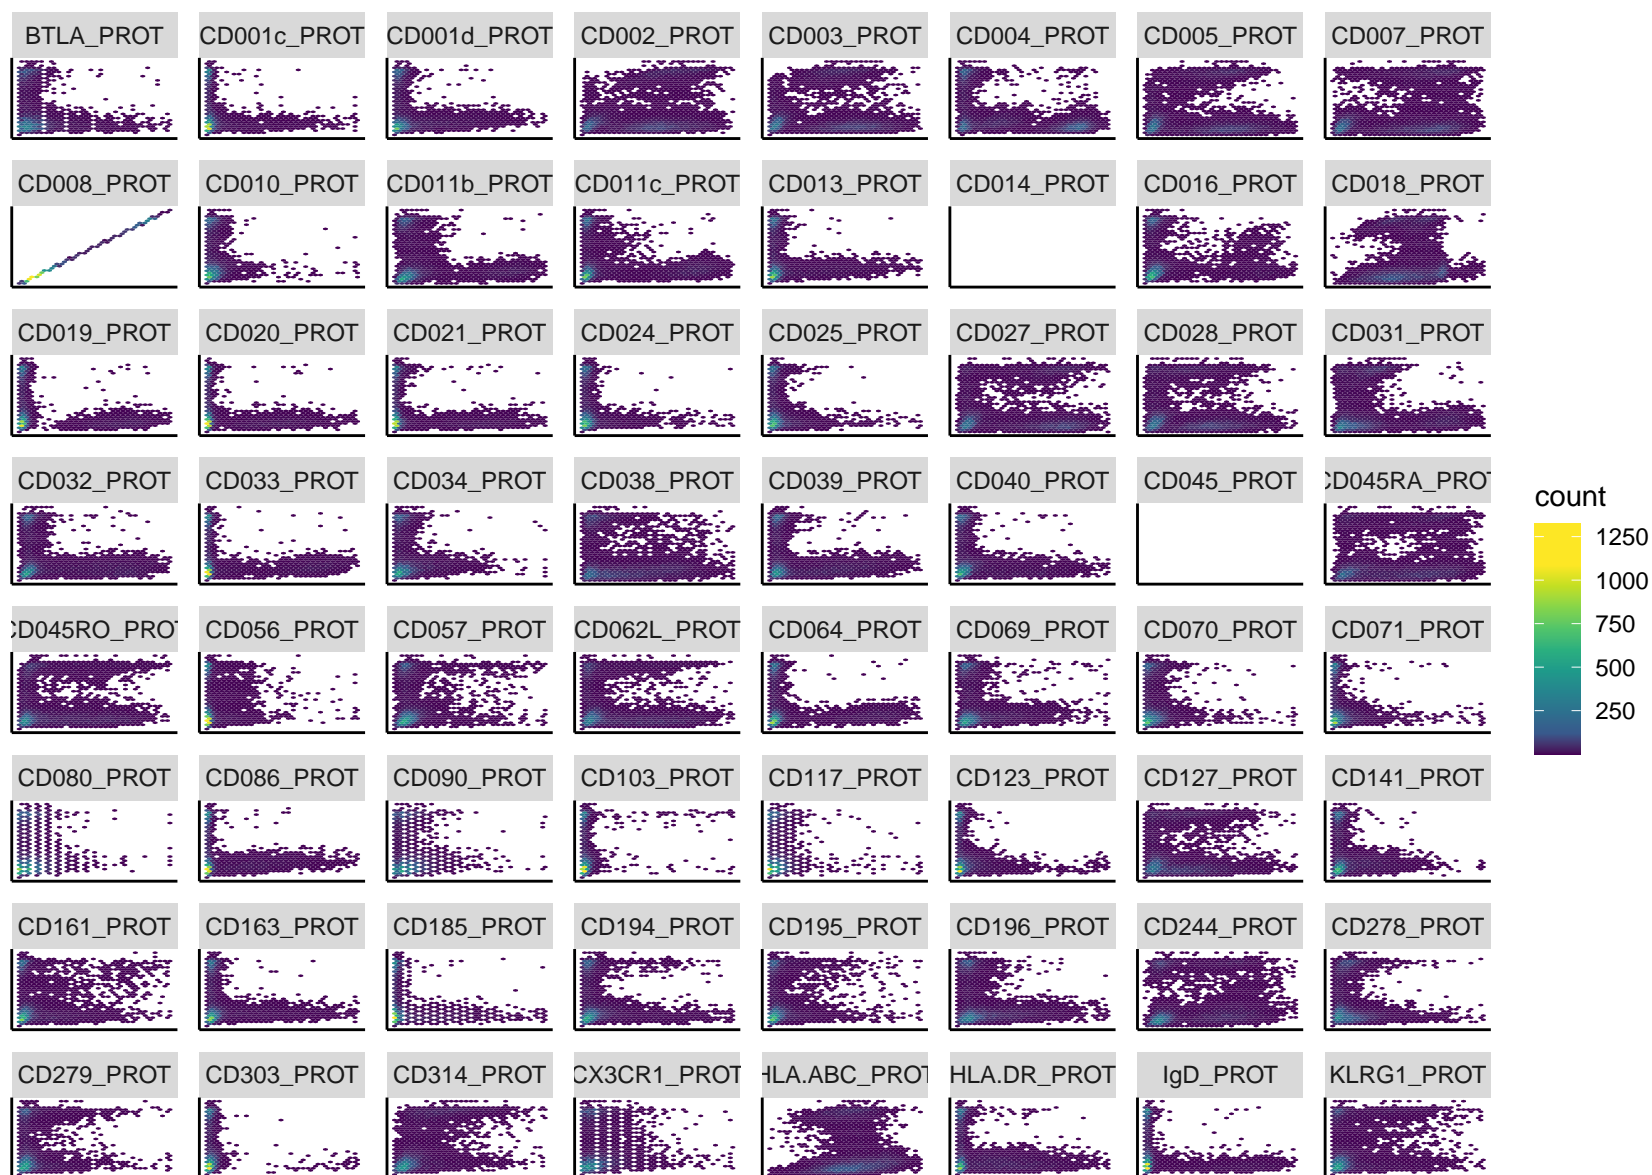 BTLA_PROT CD001c_PROT CD001d_PROT CD002_PROT CD003_PROT CD004_PROT CD005_PROT CD007_PROT
CD008_PROT CD010_PROT CD011b_PROT CD011c_PROT CD013_PROT CD014_PROT CD016_PROT CD018_PROT
CD019_PROT CD020_PROT CD021_PROT CD024_PROT CD025_PROT CD027_PROT CD028_PROT CD031_PROT
CD032_PROT CD033_PROT CD034_PROT CD038_PROT CD039_PROT CD040_PROT CD045_PROT CD045RA_PROT
count
1250
1000
750
500
250
CD045RO_PROT CD056_PROT CD057_PROT CD062L_PROT CD064_PROT CD069_PROT CD070_PROT CD071_PROT
CD080_PROT CD086_PROT CD090_PROT CD103_PROT CD117_PROT CD123_PROT CD127_PROT CD141_PROT
CD161_PROT CD163_PROT CD185_PROT CD194_PROT CD195_PROT CD196_PROT CD244_PROT CD278_PROT
CD279_PROT CD303_PROT CD314_PROT CX3CR1_PROT HLA.ABC_PROT HLA.DR_PROT IgD_PROT KLRG1_PROT